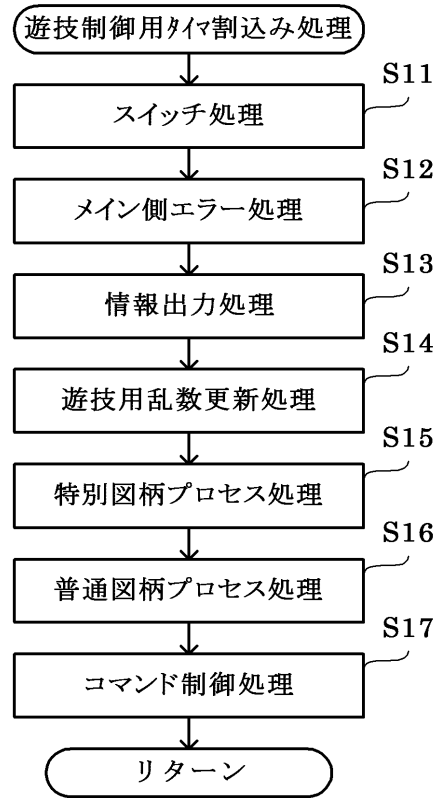 遊技制御用ﾀｲﾏ割込み処理
S11
スイッチ処理
S12
メイン側エラー処理
S13
情報出力処理
S14
遊技用乱数更新処理
S15
特別図柄プロセス処理
S16
普通図柄プロセス処理
S17
コマンド制御処理
リターン